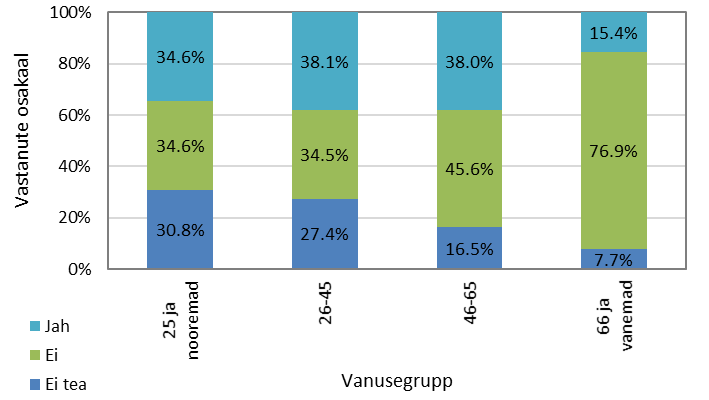 100%
80%
60%
40%
20%
0%
Vastanute osakaal
34.6%
38.1%
38.0%
15.4%
34.6%
34.5%
45.6%
76.9%
30.8%
27.4%
16.5%
7.7%
25 ja
nooremad
26-45
46-65
66 ja
vanemad
Vanusegrupp
Jah
Ei
Ei tea